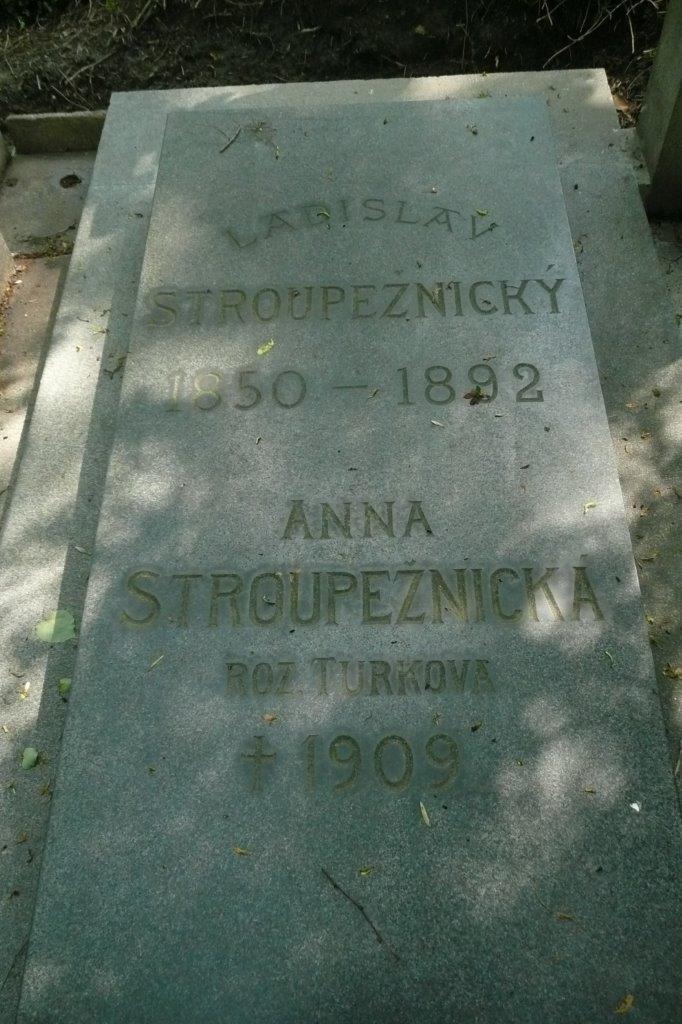 LADISLAV
STROUPEŽNICKÝ
1850 – 1892
ANNA
STROUPEŽNICKÁ
ROZ. TURKOVA
† 1909